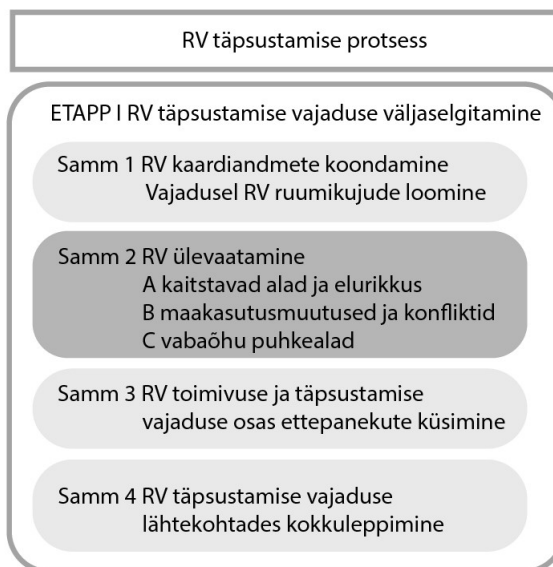 RV täpsustamise protsess
ETAPP I RV täpsustamise vajaduse väljaselgitamine
Samm 1 RV kaardiandmete koondamine
Vajadusel RV ruumikujude loomine
Samm 2 RV ülevaatamine
A kaitstavad alad ja elurikkus
B maakasutusmuutused ja konfliktid
C vabaõhu puhkealad
Samm 3 RV toimivuse ja täpsustamise
vajaduse osas ettepanekute küsimine
Samm 4 RV täpsustamise vajaduse
lähtekohtades kokkuleppimine